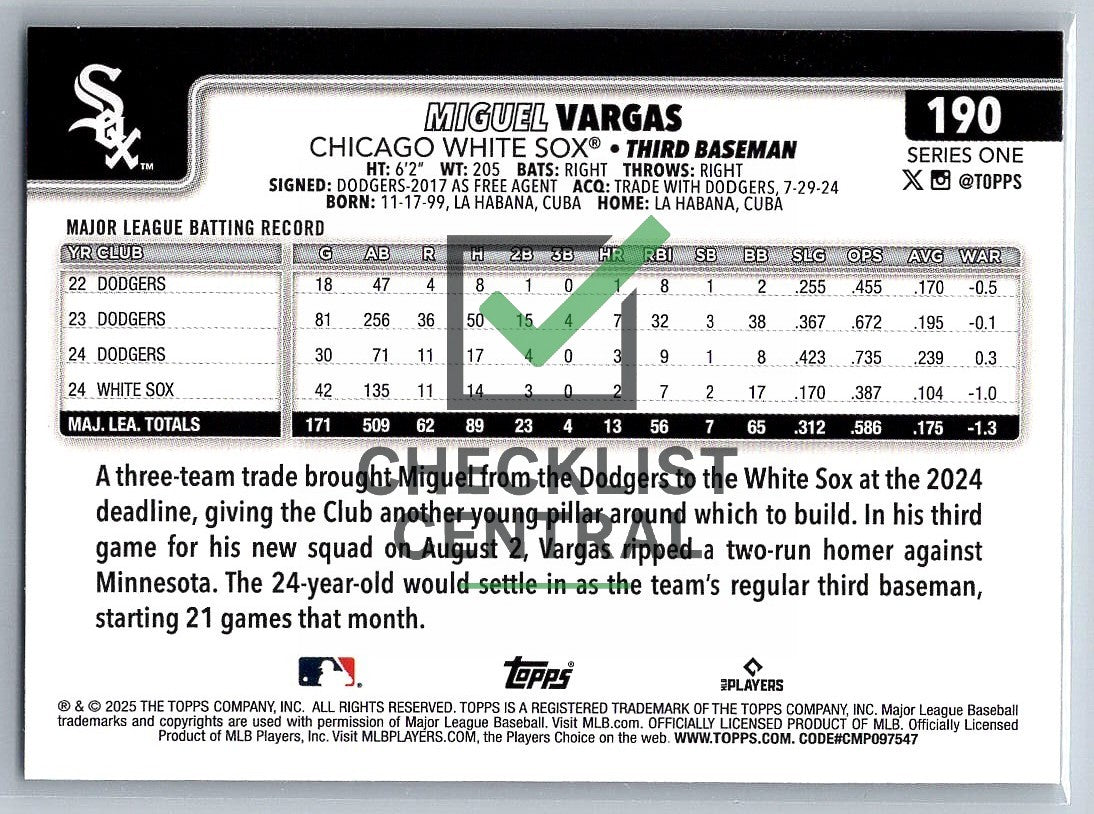 Sox™
MIGUEL VARGAS
190
CHICAGO WHITE SOX® • THIRD BASEMAN
SERIES ONE
HT: 6'2" WT: 205 BATS: RIGHT THROWS: RIGHT
X @TOPPS
SIGNED: DODGERS-2017 AS FREE AGENT ACQ: TRADE WITH DODGERS, 7-29-24
BORN: 11-17-99, LA HABANA, CUBA HOME: LA HABANA, CUBA
MAJOR LEAGUE BATTING RECORD
YR CLUB G AB R H 2B 3B HR RBI SB BB SLG OPS AVG WAR
22 DODGERS 18 47 4 8 1 0 1 8 1 2 .255 .455 .170 -0.5
23 DODGERS 81 256 36 50 15 4 7 32 3 38 .367 .672 .195 -0.1
24 DODGERS 30 71 11 17 4 0 3 9 1 8 .423 .735 .239 0.3
24 WHITE SOX 42 135 11 14 3 0 2 7 2 17 .170 .387 .104 -1.0
MAJ. LEA. TOTALS 171 509 62 89 23 4 13 56 7 65 .312 .586 .175 -1.3
A three-team trade brought Miguel from the Dodgers to the White Sox at the 2024
deadline, giving the Club another young pillar around which to build. In his third
game for his new squad on August 2, Vargas ripped a two-run homer against
Minnesota. The 24-year-old would settle in as the team's regular third baseman,
starting 21 games that month.
CHECKLIST
CENTRAL
topps®
MLB PLAYERS
® & © 2025 THE TOPPS COMPANY, INC. ALL RIGHTS RESERVED. TOPPS IS A REGISTERED TRADEMARK OF THE TOPPS COMPANY, INC. Major League Baseball
trademarks and copyrights are used with permission of Major League Baseball. Visit MLB.com. OFFICIALLY LICENSED PRODUCT OF MLB. Officially Licensed
Product of MLB Players, Inc. Visit MLBPLAYERS.COM, the Players Choice on the web. WWW.TOPPS.COM. CODE#CMP097547